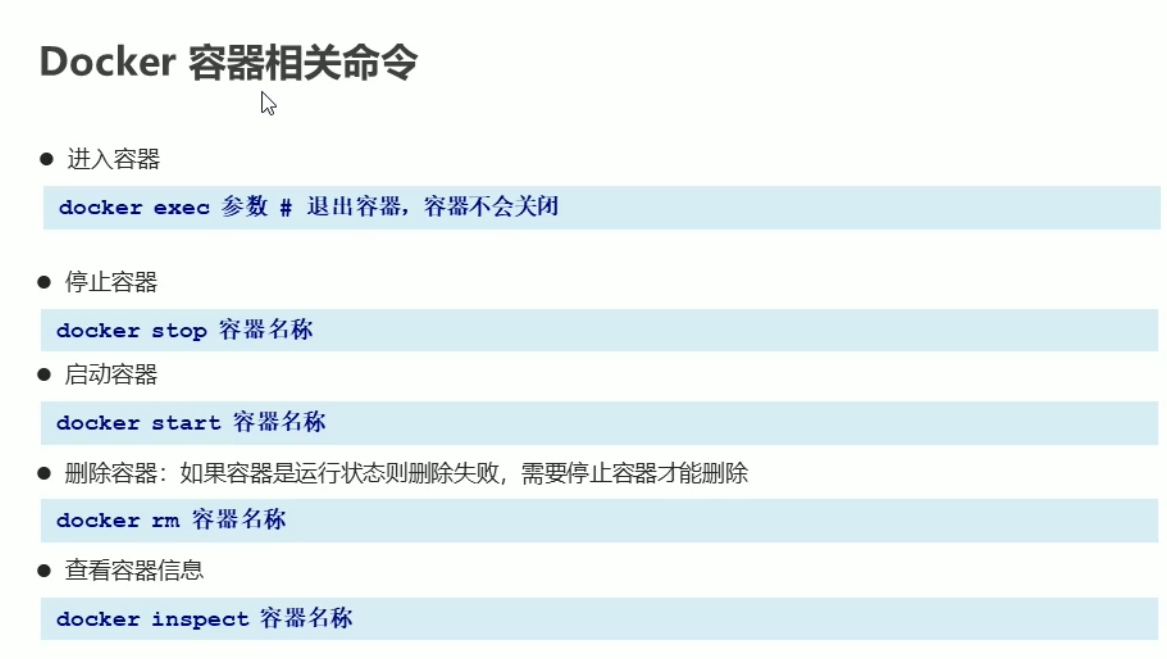 Docker 容器相关命令
● 进入容器
docker exec 参数 # 退出容器，容器不会关闭
● 停止容器
docker stop 容器名称
● 启动容器
docker start 容器名称
● 删除容器：如果容器是运行状态则删除失败，需要停止容器才能删除
docker rm 容器名称
● 查看容器信息
docker inspect 容器名称